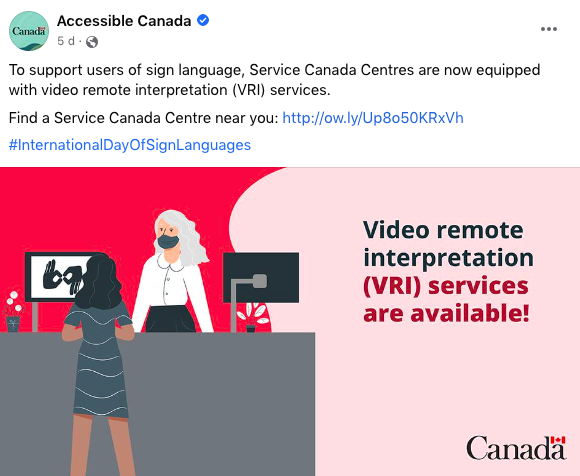 Canada
Accessible Canada
5 d ·
To support users of sign language, Service Canada Centres are now equipped
with video remote interpretation (VRI) services.
Find a Service Canada Centre near you: http://ow.ly/Up8o50KRxVh
#InternationalDayOfSignLanguages
Video remote
interpretation
(VRI) services
are available!
Canada